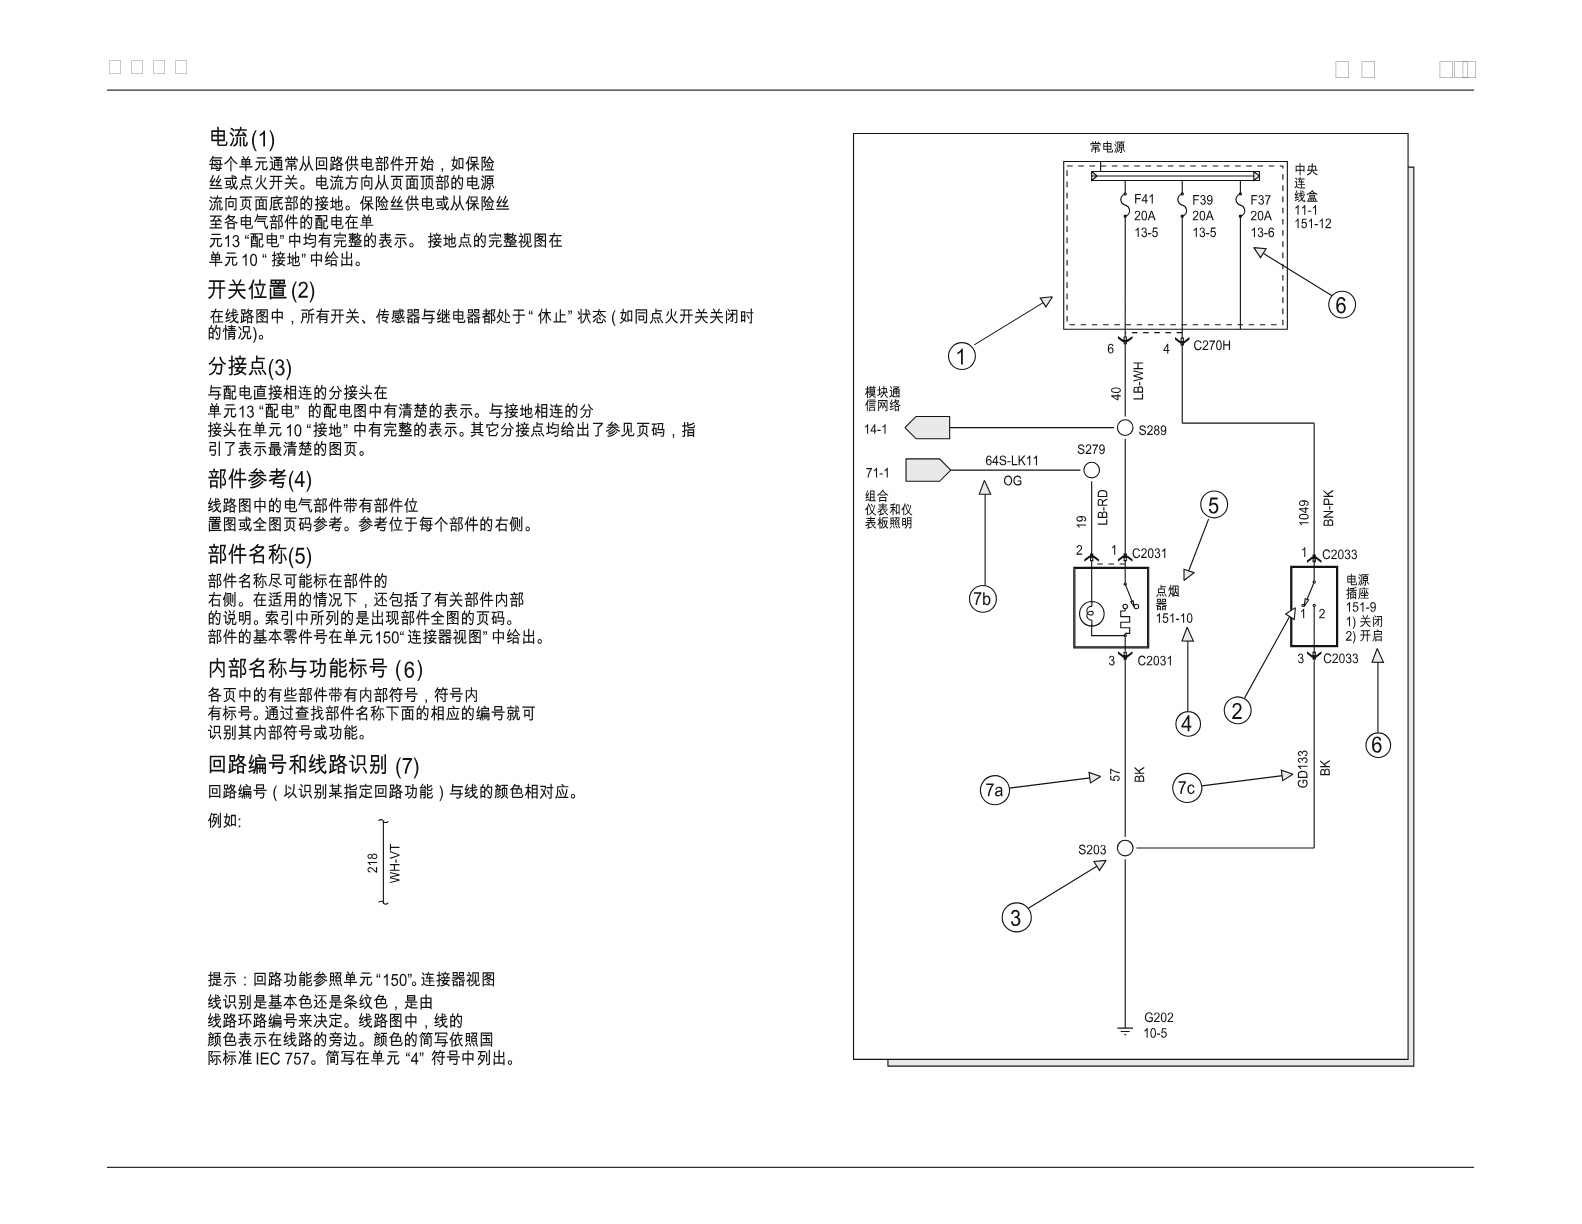 电流(1)
每个单元通常从回路供电部件开始，如保险
丝或点火开关。电流方向从页面顶部的电源
流向页面底部的接地。保险丝供电或从保险丝
至各电气部件的配电在单
元13 “配电” 中均有完整的表示。 接地点的完整视图在
单元 10 “ 接地” 中给出。
开关位置 (2)
在线路图中，所有开关、传感器与继电器都处于 “ 休止” 状态 ( 如同点火开关关闭时
的情况)。
分接点(3)
与配电直接相连的分接头在
单元13 “配电” 的配电图中有清楚的表示。与接地相连的分
接头在单元 10 “接地” 中有完整的表示。其它分接点均给出了参见页码，指
引了表示最清楚的图页。
部件参考(4)
线路图中的电气部件带有部件位
置图或全图页码参考。参考位于每个部件的右侧。
部件名称(5)
部件名称尽可能标在部件的
右侧。在适用的情况下，还包括了有关部件内部
的说明。索引中所列的是出现部件全图的页码。
部件的基本零件号在单元150“ 连接器视图” 中给出。
内部名称与功能标号 (6)
各页中的有些部件带有内部符号，符号内
有标号。通过查找部件名称下面的相应的编号就可
识别其内部符号或功能。
回路编号和线路识别 (7)
回路编号（以识别某指定回路功能）与线的颜色相对应。
例如:
218
WH-VT
提示：回路功能参照单元 “150”。连接器视图
线识别是基本色还是条纹色，是由
线路环路编号来决定。线路图中，线的
颜色表示在线路的旁边。颜色的简写依照国
际标准 IEC 757。简写在单元 “4” 符号中列出。
常电源
中央
连
线盒
11-1
151-12
F41
20A
13-5
F39
20A
13-5
F37
20A
13-6
6
1
6
4
C270H
40
LB-WH
模块通
信网络
14-1
S289
S279
71-1
64S-LK11
OG
组合
仪表和仪
表板照明
19
LB-RD
5
1049
BN-PK
2
1
C2031
1
C2033
7b
点烟
器
151-10
电源
插座
151-9
1) 关闭
2) 开启
1
2
3
C2031
3
C2033
4
2
6
7a
57
BK
7c
GD133
BK
S203
3
G202
10-5